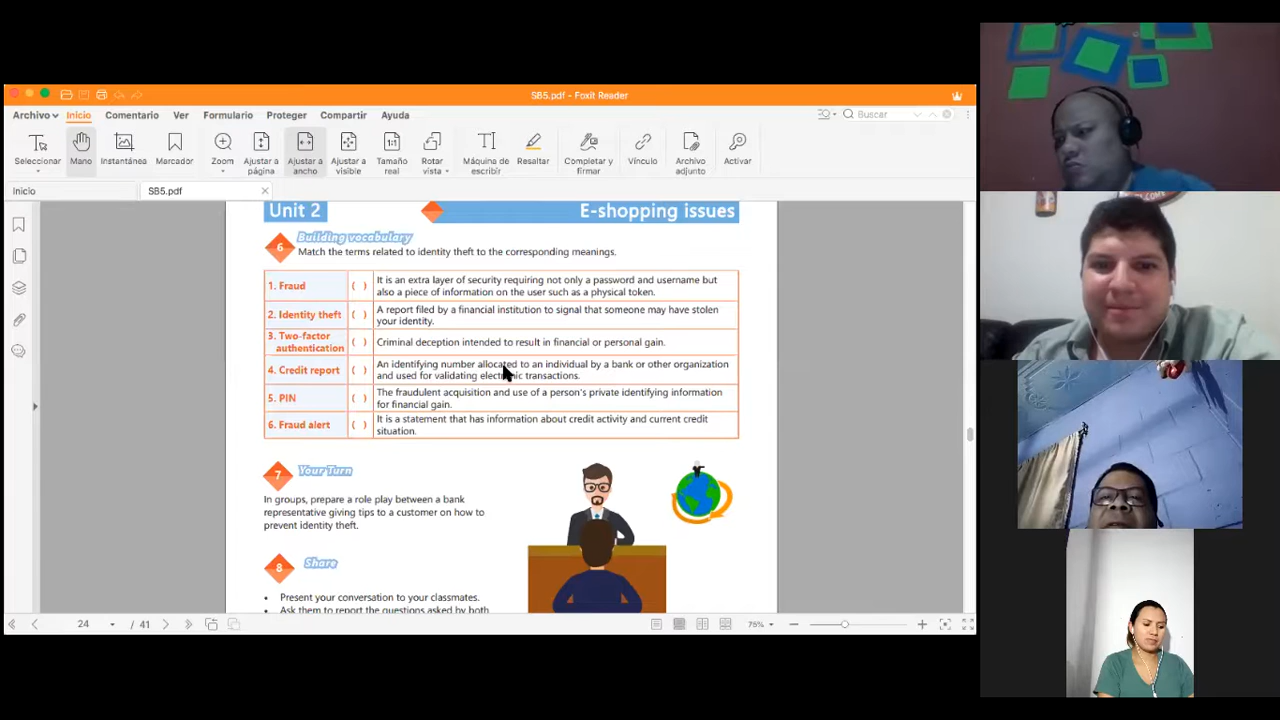 SB5.pdf - Foxit Reader
Archivo Inicio Comentario Ver Formulario Proteger Compartir Ayuda
Buscar
Seleccionar Mano Instantánea Marcador Zoom Ajustar a página Ajustar a ancho Ajustar a visible Tamaño real Rotar vista Máquina de escribir Resaltar Completar y firmar Vínculo Archivo adjunto Activar
Inicio SB5.pdf
Unit 2 E-shopping issues
6 Building vocabulary
Match the terms related to identity theft to the corresponding meanings.
1. Fraud ( ) It is an extra layer of security requiring not only a password and username but
also a piece of information on the user such as a physical token.
2. Identity theft ( ) A report filed by a financial institution to signal that someone may have stolen
your identity.
3. Two-factor
authentication ( ) Criminal deception intended to result in financial or personal gain.
4. Credit report ( ) An identifying number allocated to an individual by a bank or other organization
and used for validating electronic transactions.
5. PIN ( ) The fraudulent acquisition and use of a person's private identifying information
for financial gain.
6. Fraud alert ( ) It is a statement that has information about credit activity and current credit
situation.
7 Your Turn
In groups, prepare a role play between a bank
representative giving tips to a customer on how to
prevent identity theft.
8 Share
• Present your conversation to your classmates.
• Ask them to report the questions asked by both
24 / 41
75%